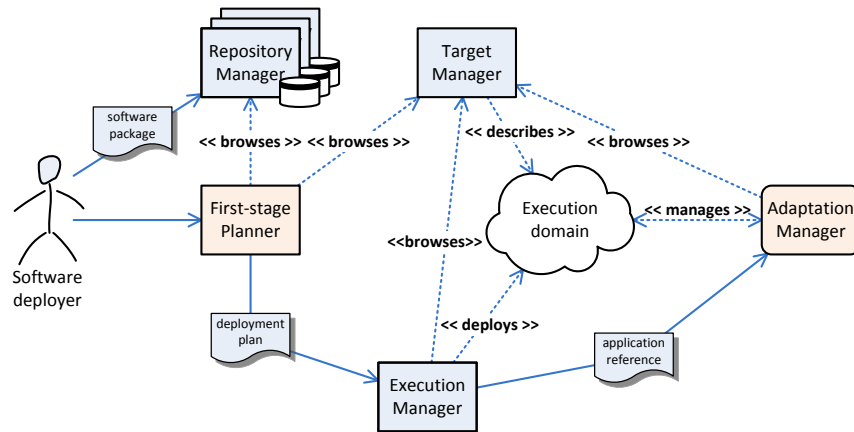 Repository
Manager
Target
Manager
software
package
<< browses >>
<< browses >>
<< describes >>
<< browses >>
First-stage
Planner
Execution
domain
<< manages >>
Adaptation
Manager
<<browses>>
Software
deployer
deployment
plan
<< deploys >>
application
reference
Execution
Manager